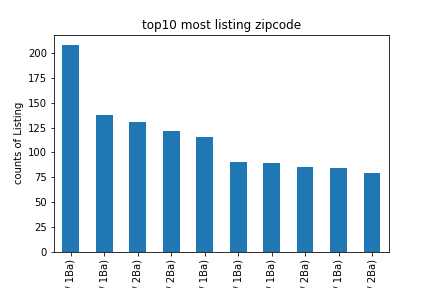 top10 most listing zipcode
counts of Listing
200
175
150
125
100
75
50
25
0
/ 1Ba)
/ 1Ba)
/ 2Ba)
/ 2Ba)
/ 1Ba)
/ 1Ba)
/ 1Ba)
/ 2Ba)
/ 1Ba)
/ 2Ba)